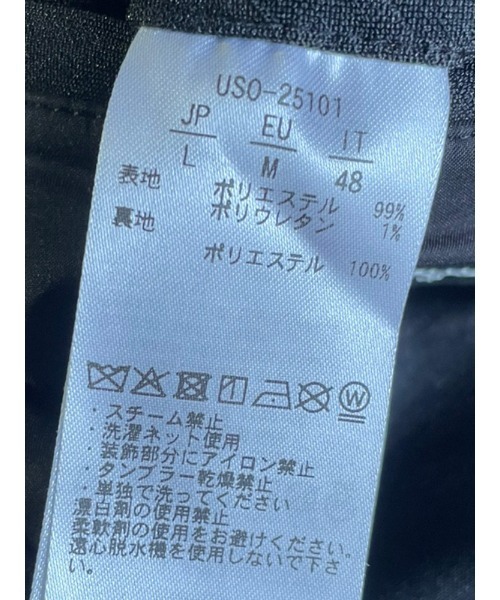 USO-25101
JP EU IT
L M 48
表地 ポリエステル 99%
ポリウレタン 1%
裏地
ポリエステル 100%
W
・スチーム禁止
・洗濯ネット使用
・装飾部分にアイロン禁止
・タンブラー乾燥禁止
・単独で洗ってください
漂白剤の使用禁止
柔軟剤の使用をお避けください。
遠心脱水機を使用しないで下さ
い。